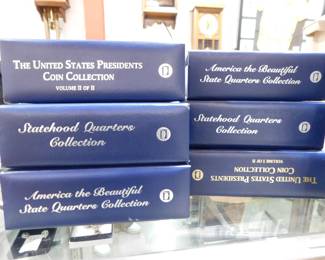 THE UNITED STATES PRESIDENTS
COIN COLLECTION
VOLUME II OF II
Statehood Quarters
Collection
America the Beautiful
State Quarters Collection
America the Beautiful
State Quarters Collection
Statehood Quarters
Collection
THE UNITED STATES PRESIDENTS
COIN COLLECTION
VOLUME I OF II